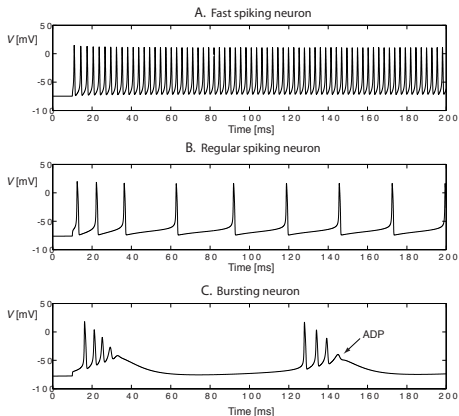 A. Fast spiking neuron
50
0
-50
-100
V [mV]
0 20 40 60 80 100 120 140 160 180 200
Time [ms]
B. Regular spiking neuron
50
0
-50
-100
V [mV]
0 20 40 60 80 100 120 140 160 180 200
Time [ms]
C. Bursting neuron
50
0
-50
-100
V [mV]
ADP
0 20 40 60 80 100 120 140 160 180 200
Time [ms]